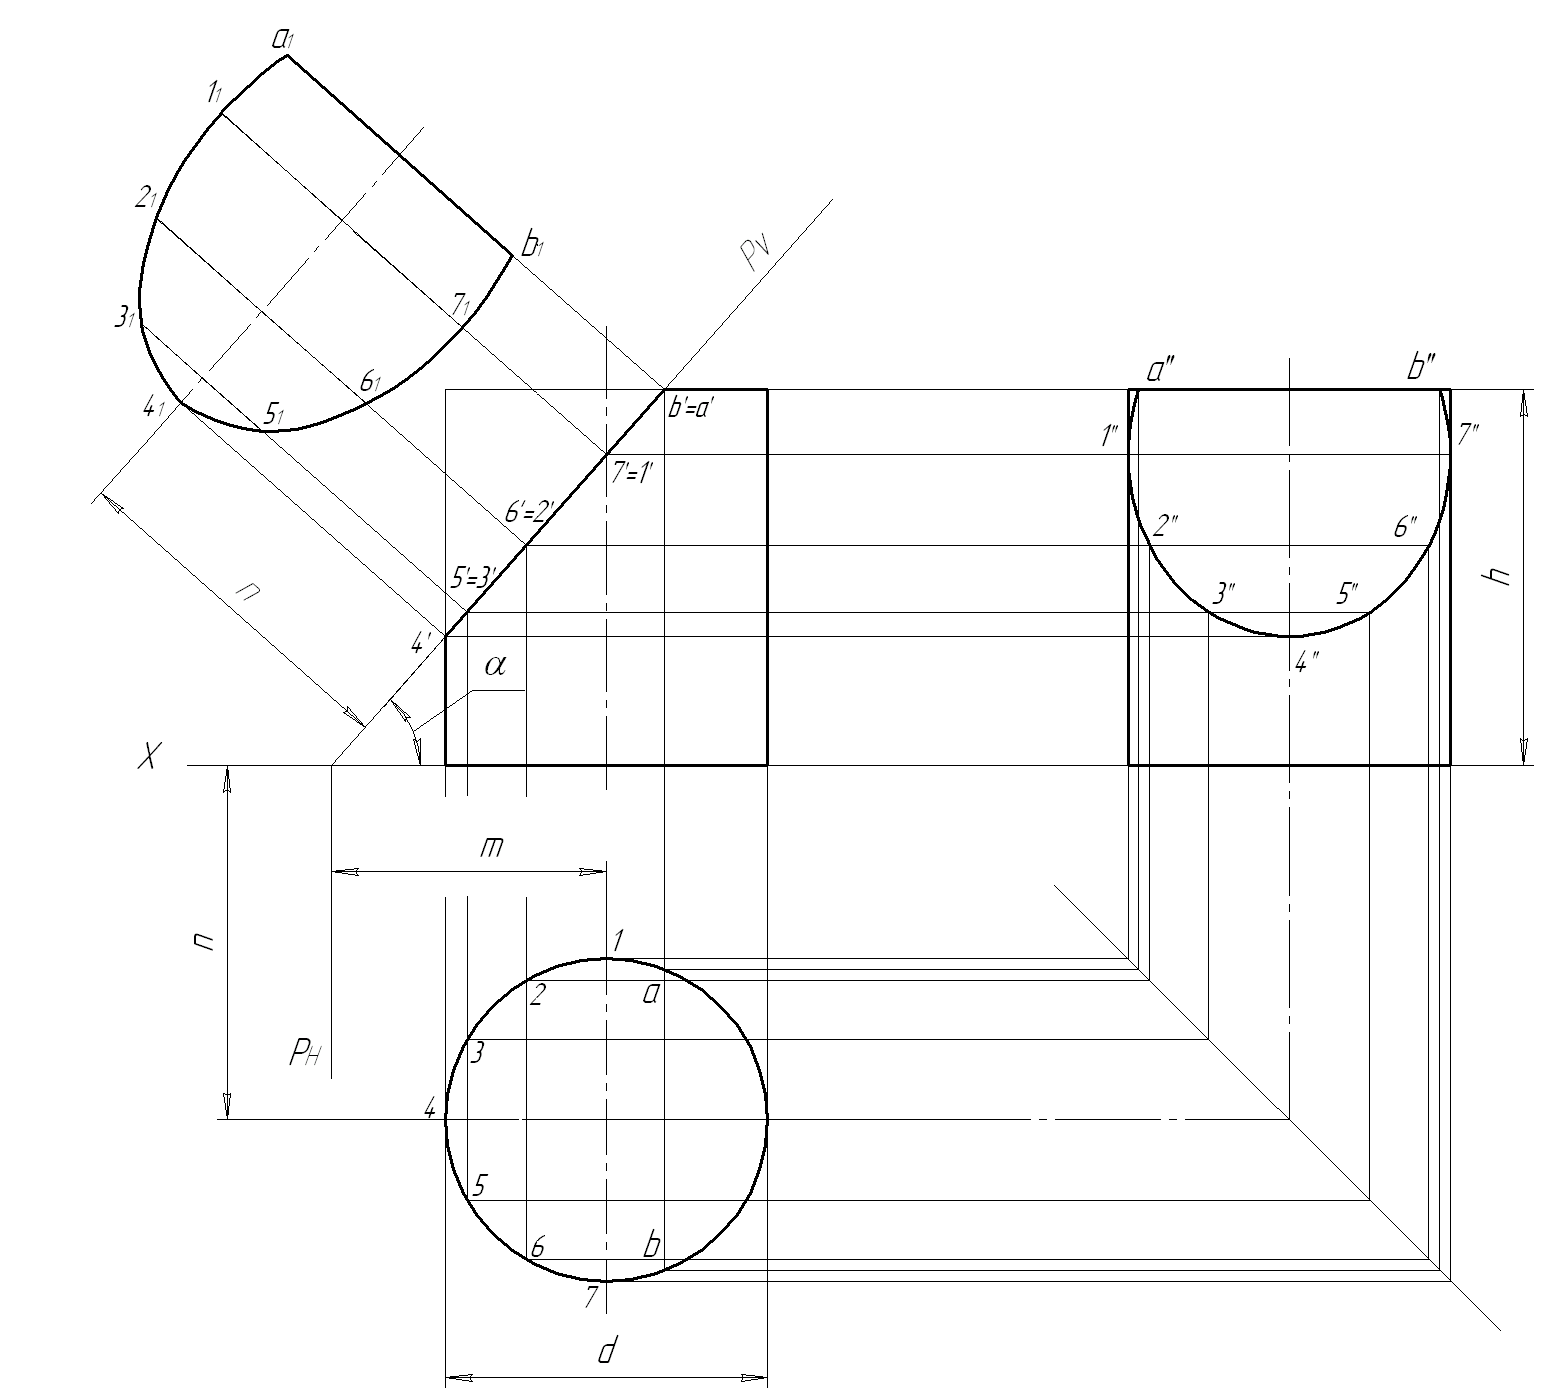 a₁
1₁
2₁
b₁
Pv
7₁
3₁
a" b"
6₁
4₁ 5₁
b'=a'
1" 7"
7'=1'
6'=2'
2" 6"
5'=3'
n
3" 5"
h
4'
α
4"
X
m
n
1
2 a
Pн
3
4
5
6 b
7
d